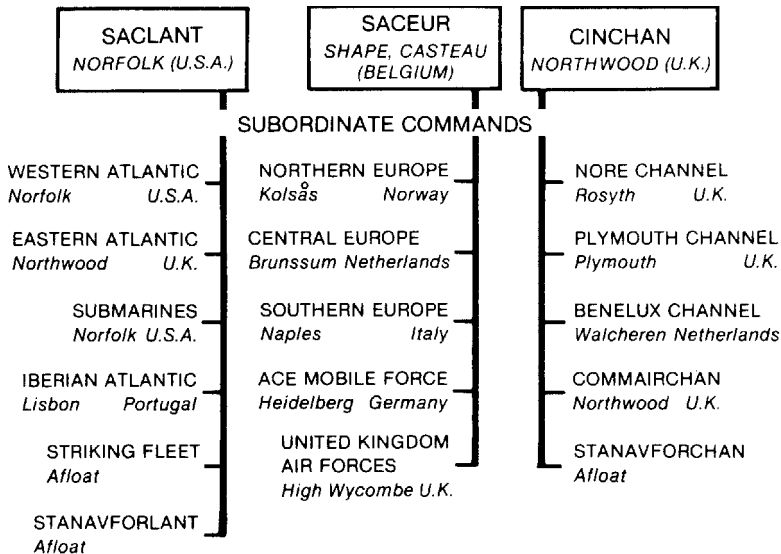 SACLANT
NORFOLK (U.S.A.)
SACEUR
SHAPE, CASTEAU
(BELGIUM)
CINCHAN
NORTHWOOD (U.K.)
SUBORDINATE COMMANDS
WESTERN ATLANTIC
Norfolk U.S.A.
EASTERN ATLANTIC
Northwood U.K.
SUBMARINES
Norfolk U.S.A.
IBERIAN ATLANTIC
Lisbon Portugal
STRIKING FLEET
Afloat
STANAVFORLANT
Afloat
NORTHERN EUROPE
Kolsås Norway
CENTRAL EUROPE
Brunssum Netherlands
SOUTHERN EUROPE
Naples Italy
ACE MOBILE FORCE
Heidelberg Germany
UNITED KINGDOM
AIR FORCES
High Wycombe U.K.
NORE CHANNEL
Rosyth U.K.
PLYMOUTH CHANNEL
Plymouth U.K.
BENELUX CHANNEL
Walcheren Netherlands
COMMAIRCHAN
Northwood U.K.
STANAVFORCHAN
Afloat